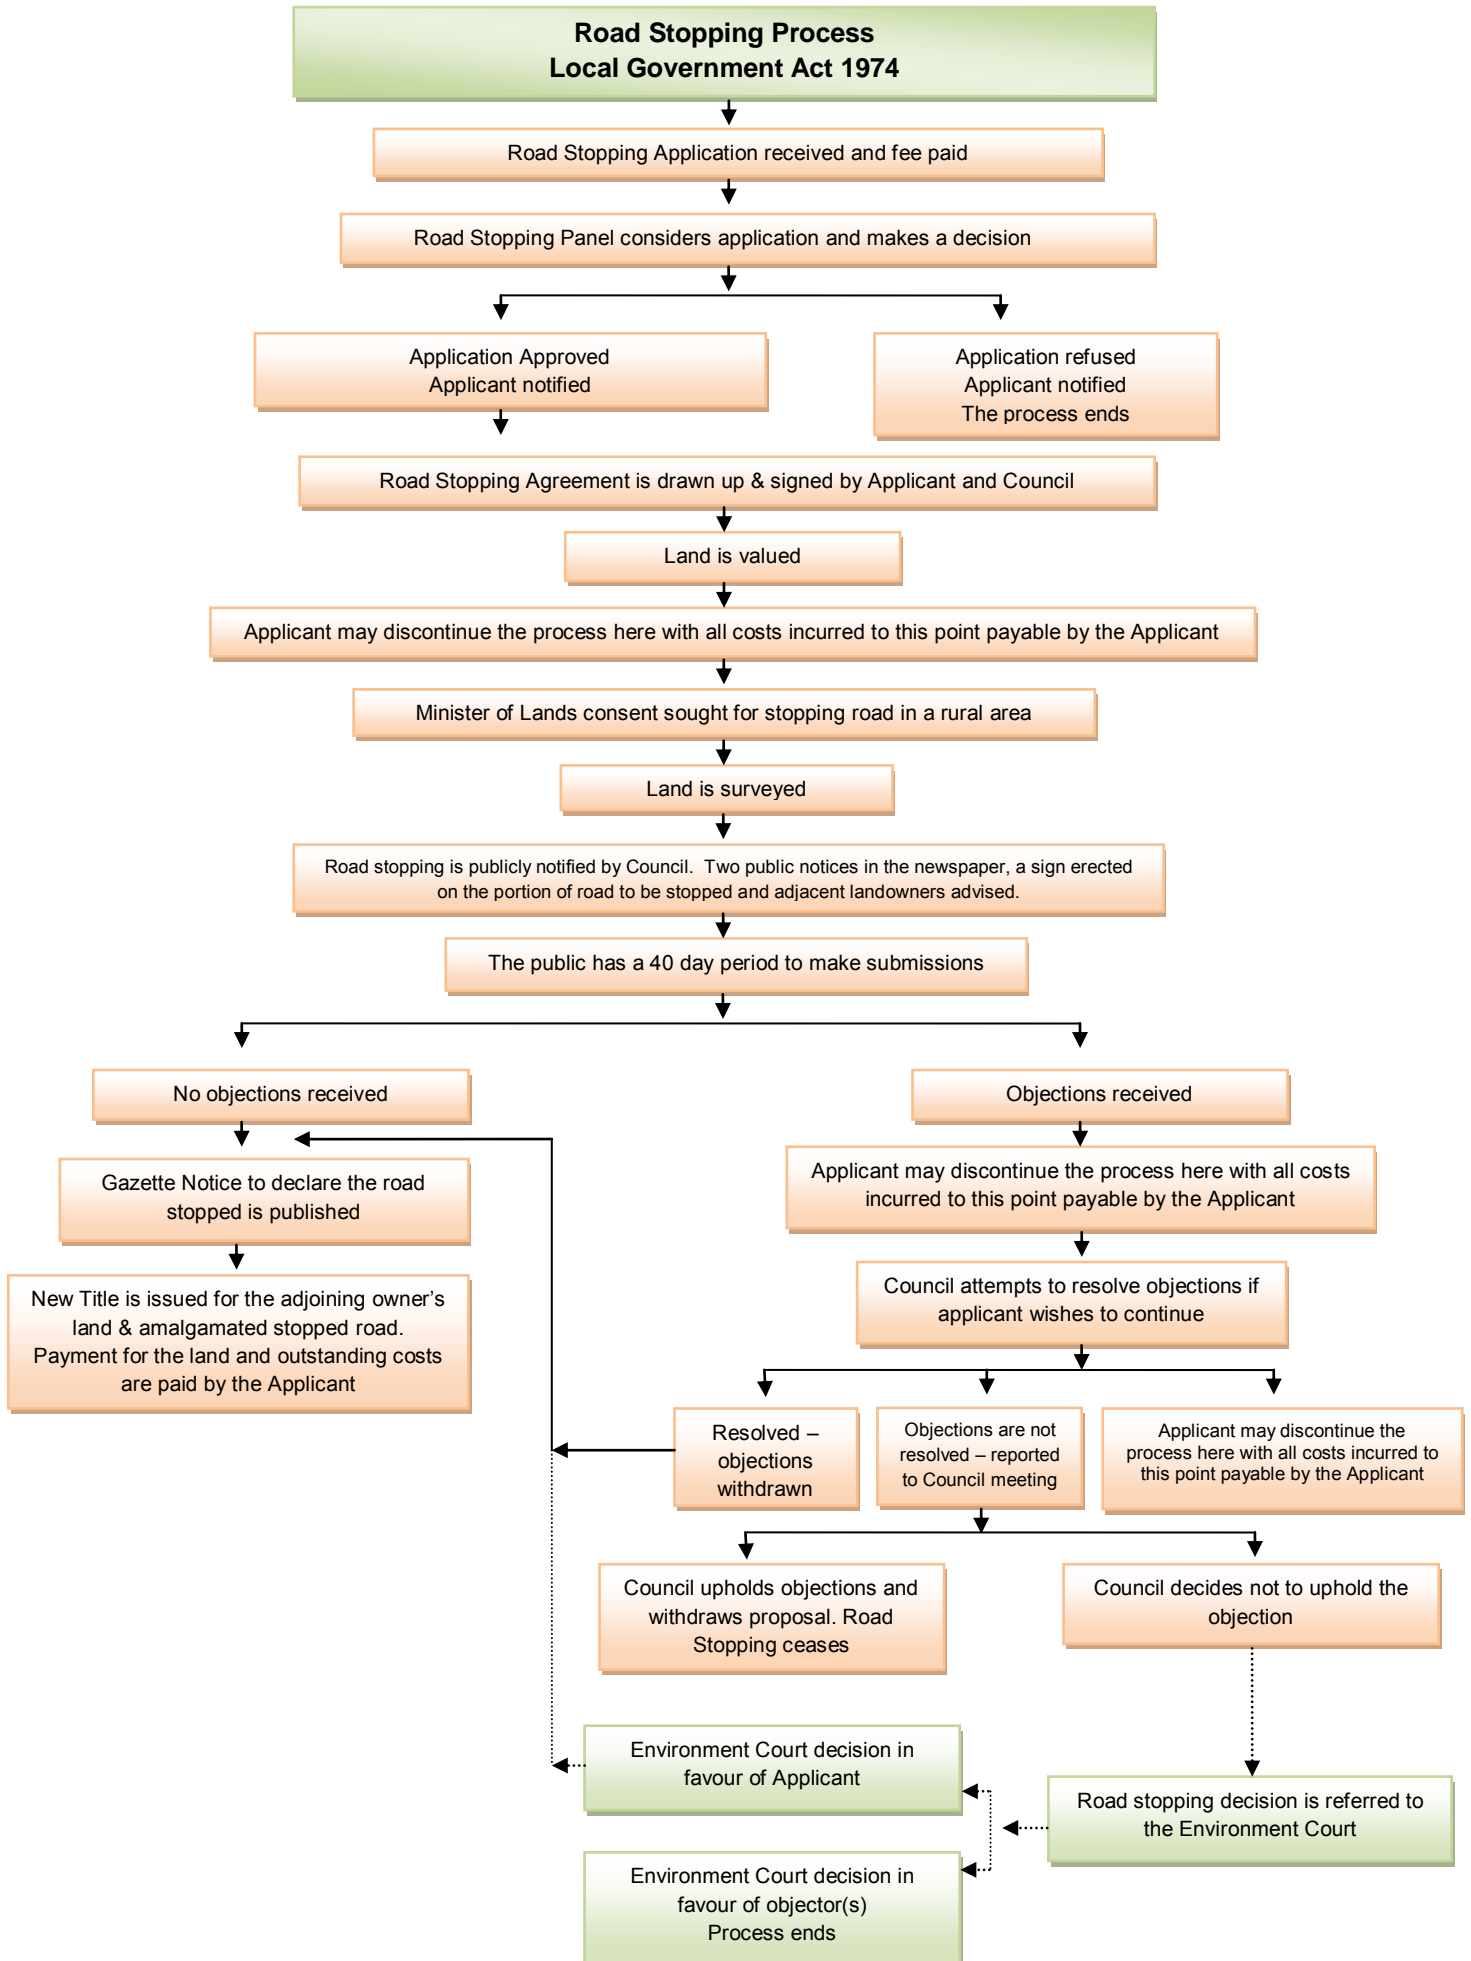 Road Stopping Process
Local Government Act 1974
Road Stopping Application received and fee paid
Road Stopping Panel considers application and makes a decision
Application Approved
Applicant notified
Application refused
Applicant notified
The process ends
Road Stopping Agreement is drawn up & signed by Applicant and Council
Land is valued
Applicant may discontinue the process here with all costs incurred to this point payable by the Applicant
Minister of Lands consent sought for stopping road in a rural area
Land is surveyed
Road stopping is publicly notified by Council.  Two public notices in the newspaper, a sign erected
on the portion of road to be stopped and adjacent landowners advised.
The public has a 40 day period to make submissions
No objections received
Objections received
Gazette Notice to declare the road
stopped is published
Applicant may discontinue the process here with all costs
incurred to this point payable by the Applicant
New Title is issued for the adjoining owner’s
land & amalgamated stopped road.
Payment for the land and outstanding costs
are paid by the Applicant
Council attempts to resolve objections if
applicant wishes to continue
Resolved –
objections
withdrawn
Objections are not
resolved – reported
to Council meeting
Applicant may discontinue the
process here with all costs incurred to
this point payable by the Applicant
Council upholds objections and
withdraws proposal. Road
Stopping ceases
Council decides not to uphold the
objection
Environment Court decision in
favour of Applicant
Road stopping decision is referred to
the Environment Court
Environment Court decision in
favour of objector(s)
Process ends